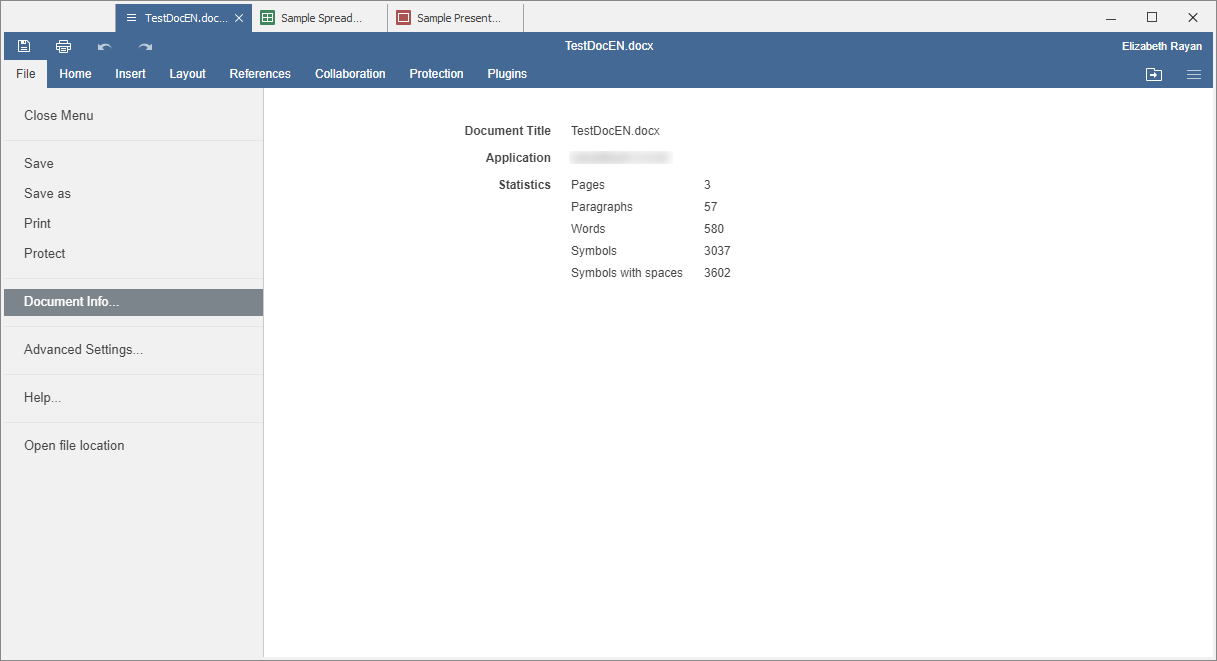 TestDocEN.doc... Sample Spread... Sample Present...
TestDocEN.docx Elizabeth Rayan
File Home Insert Layout References Collaboration Protection Plugins
Close Menu
Save
Save as
Print
Protect
Document Info...
Advanced Settings...
Help...
Open file location
Document Title TestDocEN.docx
Application
Statistics Pages 3
Paragraphs 57
Words 580
Symbols 3037
Symbols with spaces 3602